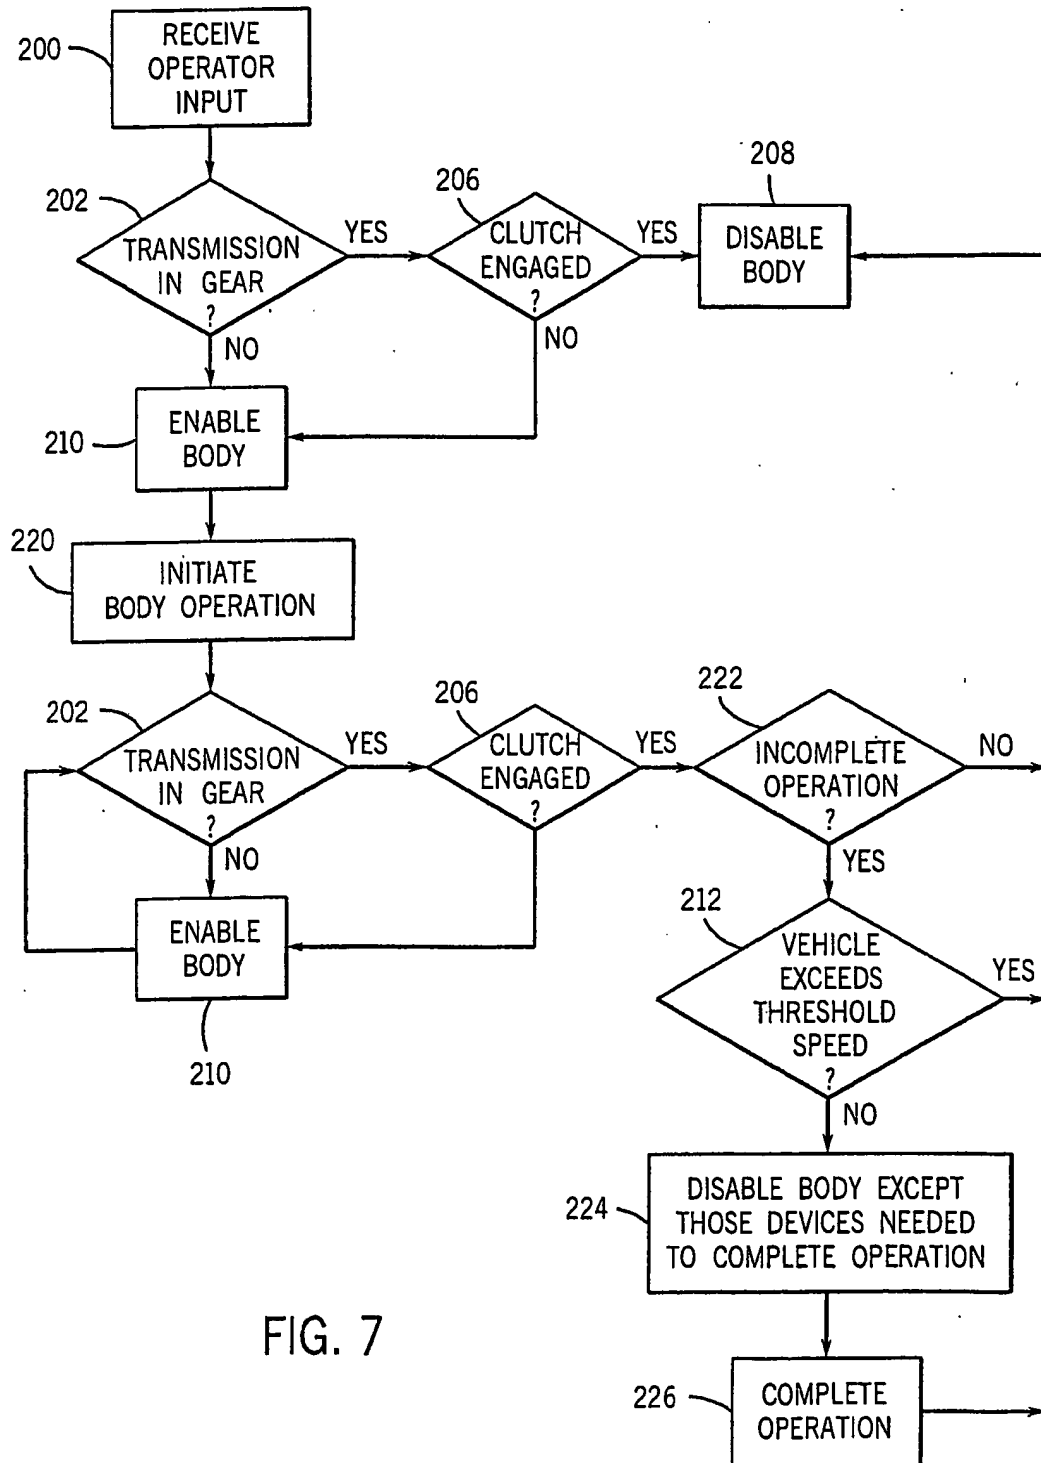 200
RECEIVE
OPERATOR
INPUT
202
TRANSMISSION
IN GEAR
?
YES
NO
206
CLUTCH
ENGAGED
?
YES
NO
208
DISABLE
BODY
210
ENABLE
BODY
220
INITIATE
BODY OPERATION
202
TRANSMISSION
IN GEAR
?
YES
NO
206
CLUTCH
ENGAGED
?
YES
222
INCOMPLETE
OPERATION
?
NO
YES
210
ENABLE
BODY
212
VEHICLE
EXCEEDS
THRESHOLD
SPEED
?
YES
NO
224
DISABLE BODY EXCEPT
THOSE DEVICES NEEDED
TO COMPLETE OPERATION
226
COMPLETE
OPERATION
FIG. 7